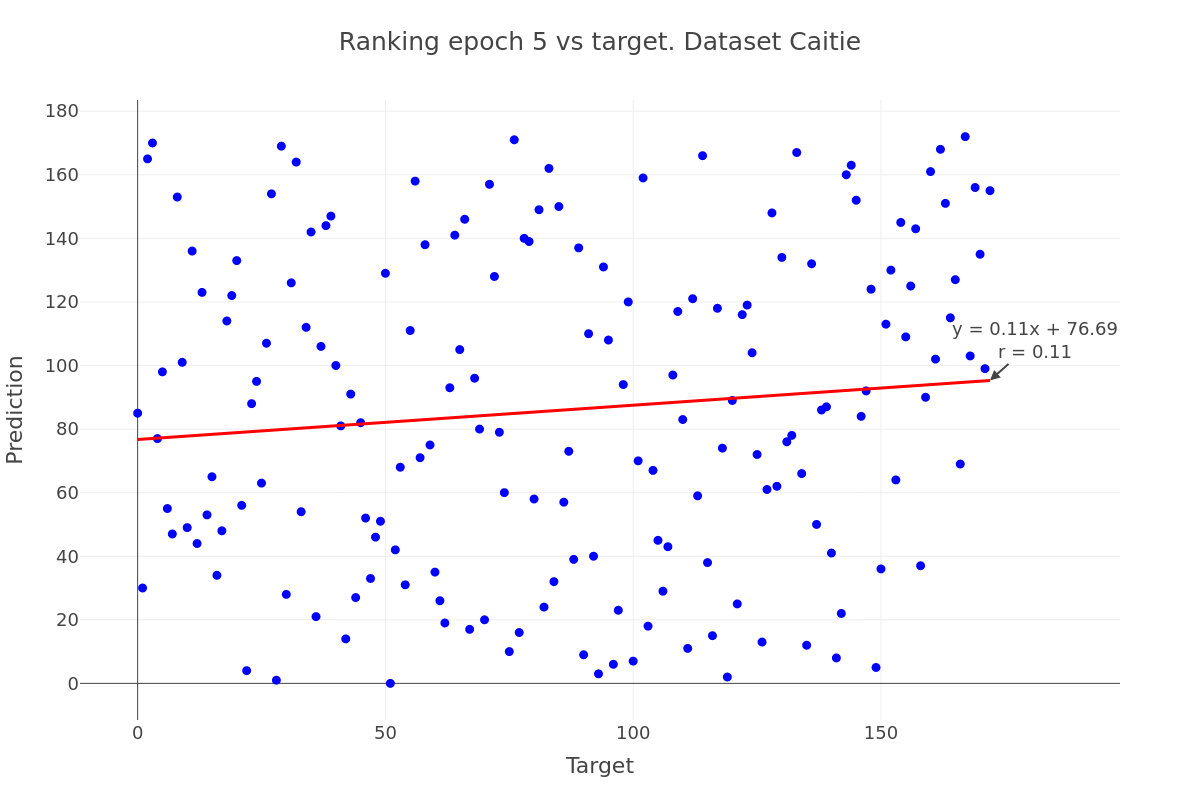 Ranking epoch 5 vs target. Dataset Caitie
Prediction
180
160
140
120
100
80
60
40
20
0
y = 0.11x + 76.69
r = 0.11
0
50
100
150
Target